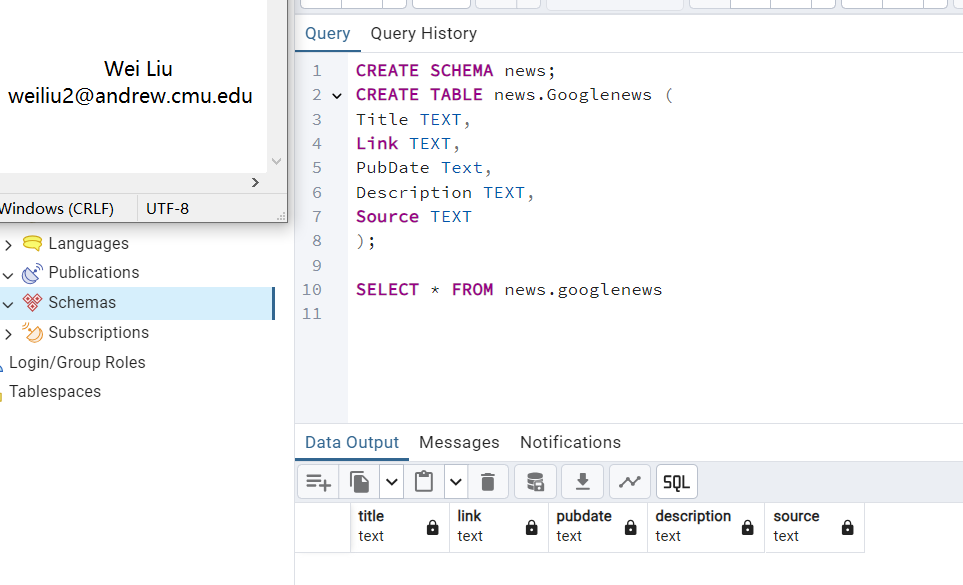 Wei Liu
weiliu2@andrew.cmu.edu
Windows (CRLF) UTF-8
Languages
Publications
Schemas
Subscriptions
Login/Group Roles
Tablespaces
Query Query History
1 CREATE SCHEMA news;
2 CREATE TABLE news.Googlenews (
3 Title TEXT,
4 Link TEXT,
5 PubDate Text,
6 Description TEXT,
7 Source TEXT
8 );
9
10 SELECT * FROM news.googlenews
11
Data Output Messages Notifications
SQL
title link pubdate description source
text text text text text